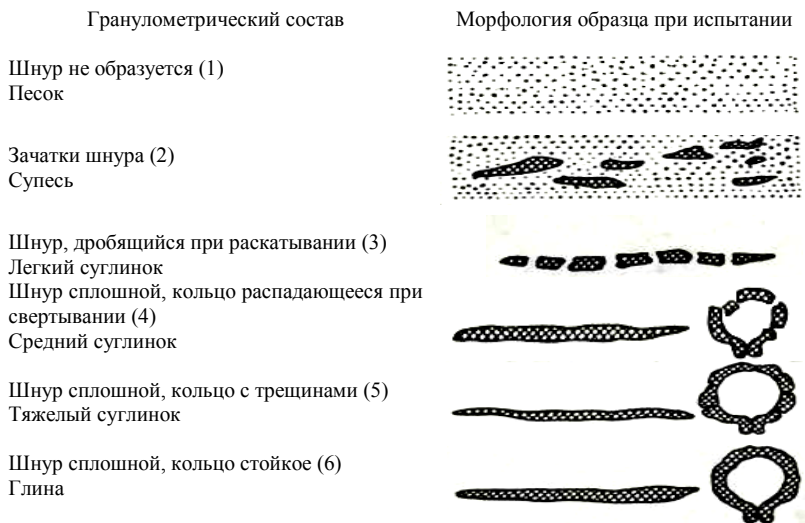 Гранулометрический состав
Морфология образца при испытании
Шнур не образуется (1)
Песок
Зачатки шнура (2)
Супесь
Шнур, дробящийся при раскатывании (3)
Легкий суглинок
Шнур сплошной, кольцо распадающееся при
свертывании (4)
Средний суглинок
Шнур сплошной, кольцо с трещинами (5)
Тяжелый суглинок
Шнур сплошной, кольцо стойкое (6)
Глина